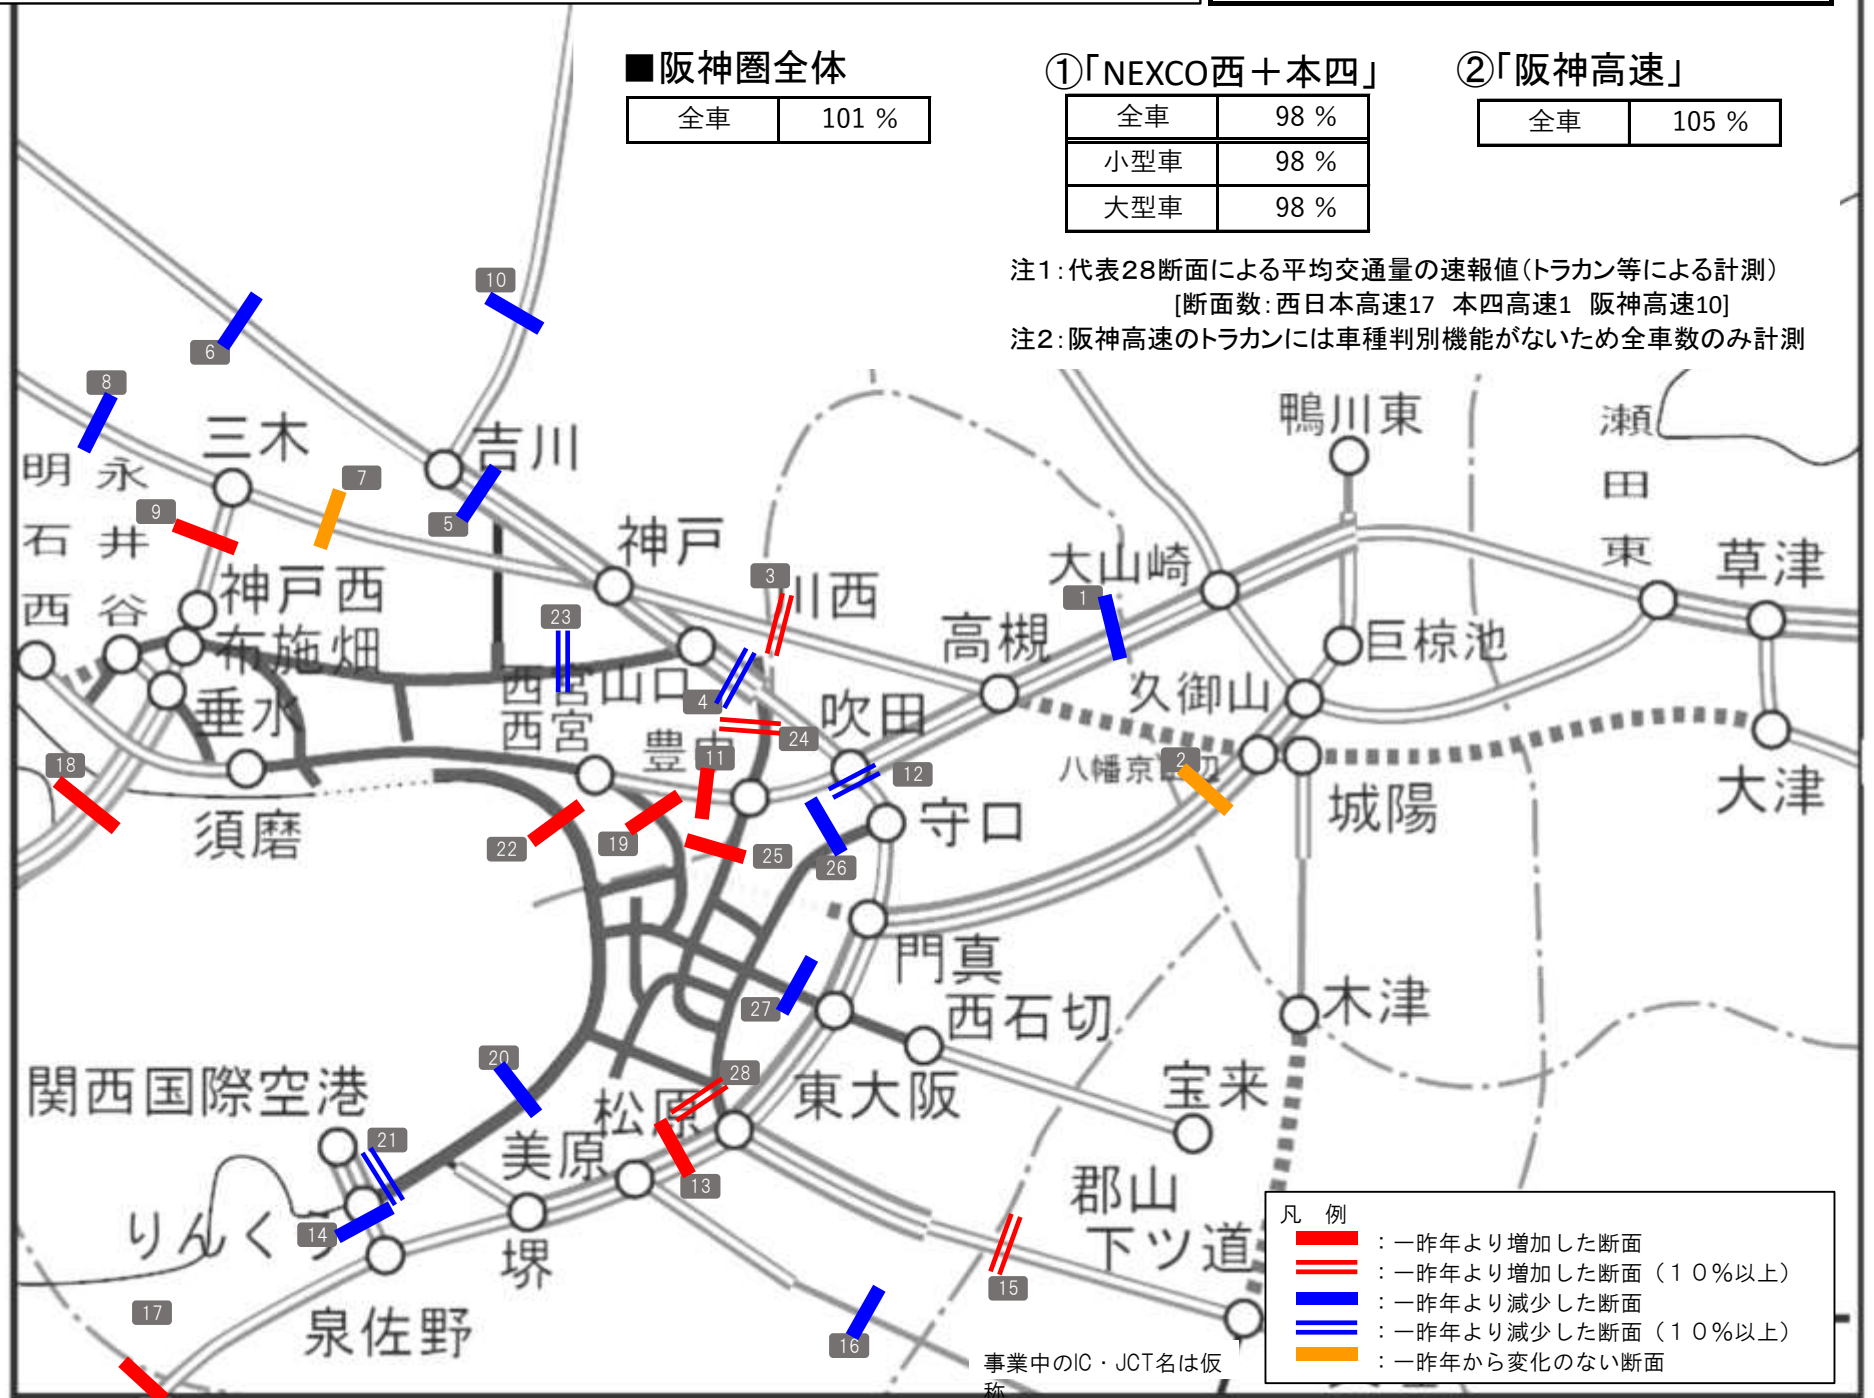 ■阪神圏全体
全車 101 %
①「NEXCO西＋本四」
全車 98 %
小型車 98 %
大型車 98 %
②「阪神高速」
全車 105 %
注１：代表２８断面による平均交通量の速報値（トラカン等による計測）
[断面数：西日本高速17 本四高速1 阪神高速10]
注２：阪神高速のトラカンには車種判別機能がないため全車数のみ計測
10
6
8
三木
吉川
鴨川東
瀬田東
明石西
永井谷
7
9
5
神戸
大山崎
草津
神戸西
3
川西
1
布施畑
23
高槻
巨椋池
西宮山口
4
久御山
垂水
西宮
吹田
24
豊中
11
12
八幡京田辺
2
18
須磨
守口
城陽
大津
22
19
25
26
門真
27
西石切
木津
関西国際空港
20
28
松原
東大阪
宝来
21
美原
13
郡山下ツ道
りんくう
14
堺
15
17
泉佐野
16
事業中のIC・JCT名は仮
称
凡 例
：一昨年より増加した断面
：一昨年より増加した断面（１０％以上）
：一昨年より減少した断面
：一昨年より減少した断面（１０％以上）
：一昨年から変化のない断面